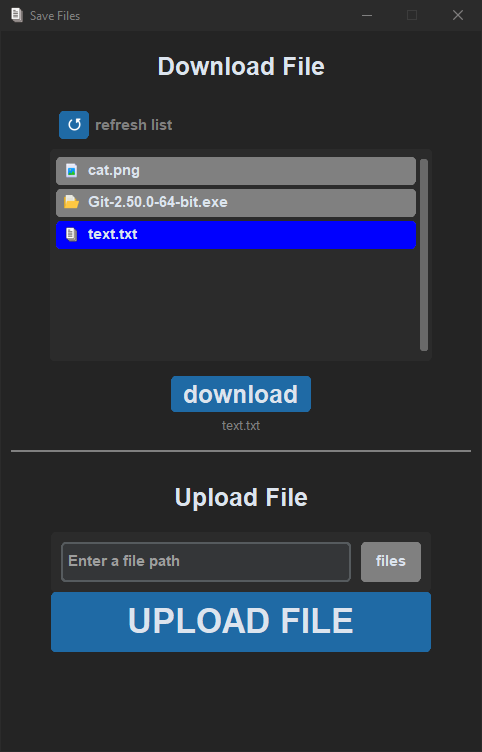 Save Files
Download File
refresh list
cat.png
Git-2.50.0-64-bit.exe
text.txt
download
text.txt
Upload File
Enter a file path
files
UPLOAD FILE